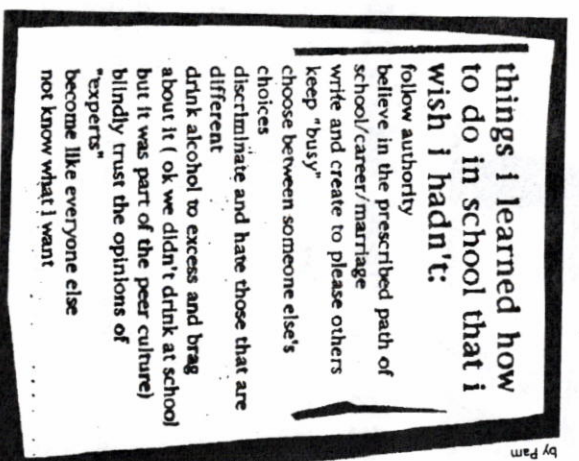 things i learned how
to do in school that i
wish i hadn't:
follow authority
believe in the prescribed path of
school/career/marriage
write and create to please others
keep "busy"
choose between someone else's
choices
discriminate and hate those that are
different
drink alcohol to excess and brag
about it ( ok we didn't drink at school
but it was part of the peer culture)
blindly trust the opinions of
"experts"
become like everyone else
not know what I want
by Pam